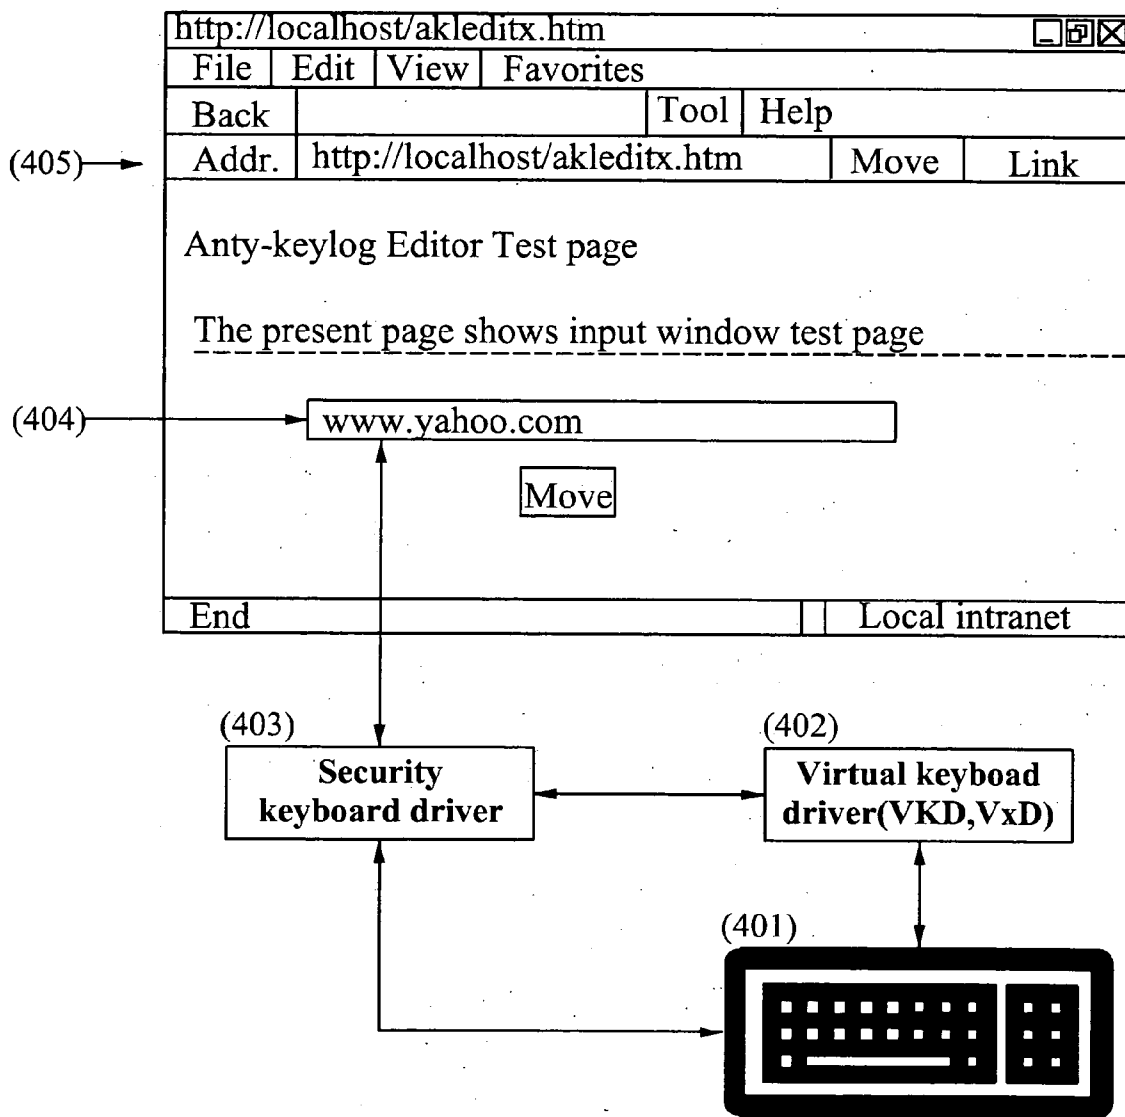 http://localhost/akleditx.htm
File Edit View Favorites
Back Tool Help
(405) Addr. http://localhost/akleditx.htm Move Link
Anty-keylog Editor Test page
The present page shows input window test page
(404) www.yahoo.com
Move
End Local intranet
(403) (402)
Security
keyboard driver
Virtual keyboad
driver(VKD,VxD)
(401)